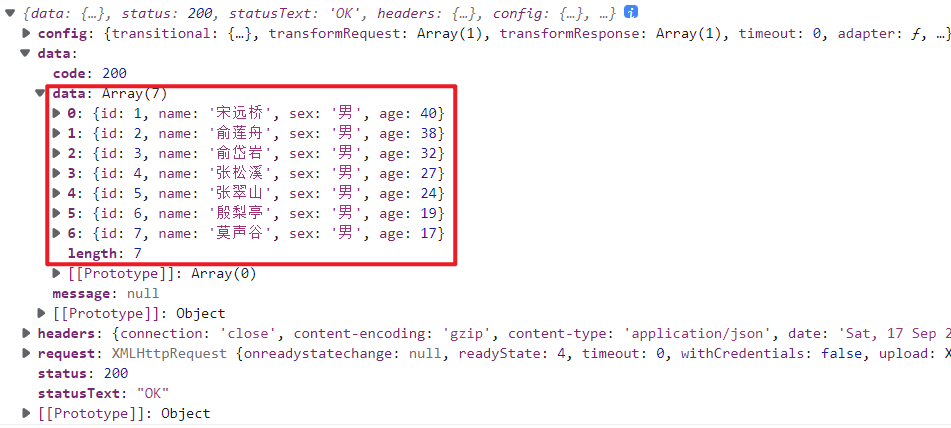 {data: {…}, status: 200, statusText: 'OK', headers: {…}, config: {…}, …}
config: {transitional: {…}, transformRequest: Array(1), transformResponse: Array(1), timeout: 0, adapter: ƒ, …}
data:
code: 200
data: Array(7)
0: {id: 1, name: '宋远桥', sex: '男', age: 40}
1: {id: 2, name: '俞莲舟', sex: '男', age: 38}
2: {id: 3, name: '俞岱岩', sex: '男', age: 32}
3: {id: 4, name: '张松溪', sex: '男', age: 27}
4: {id: 5, name: '张翠山', sex: '男', age: 24}
5: {id: 6, name: '殷梨亭', sex: '男', age: 19}
6: {id: 7, name: '莫声谷', sex: '男', age: 17}
length: 7
[[Prototype]]: Array(0)
message: null
[[Prototype]]: Object
headers: {connection: 'close', content-encoding: 'gzip', content-type: 'application/json', date: 'Sat, 17 Sep 2
request: XMLHttpRequest {onreadystatechange: null, readyState: 4, timeout: 0, withCredentials: false, upload: X
status: 200
statusText: "OK"
[[Prototype]]: Object